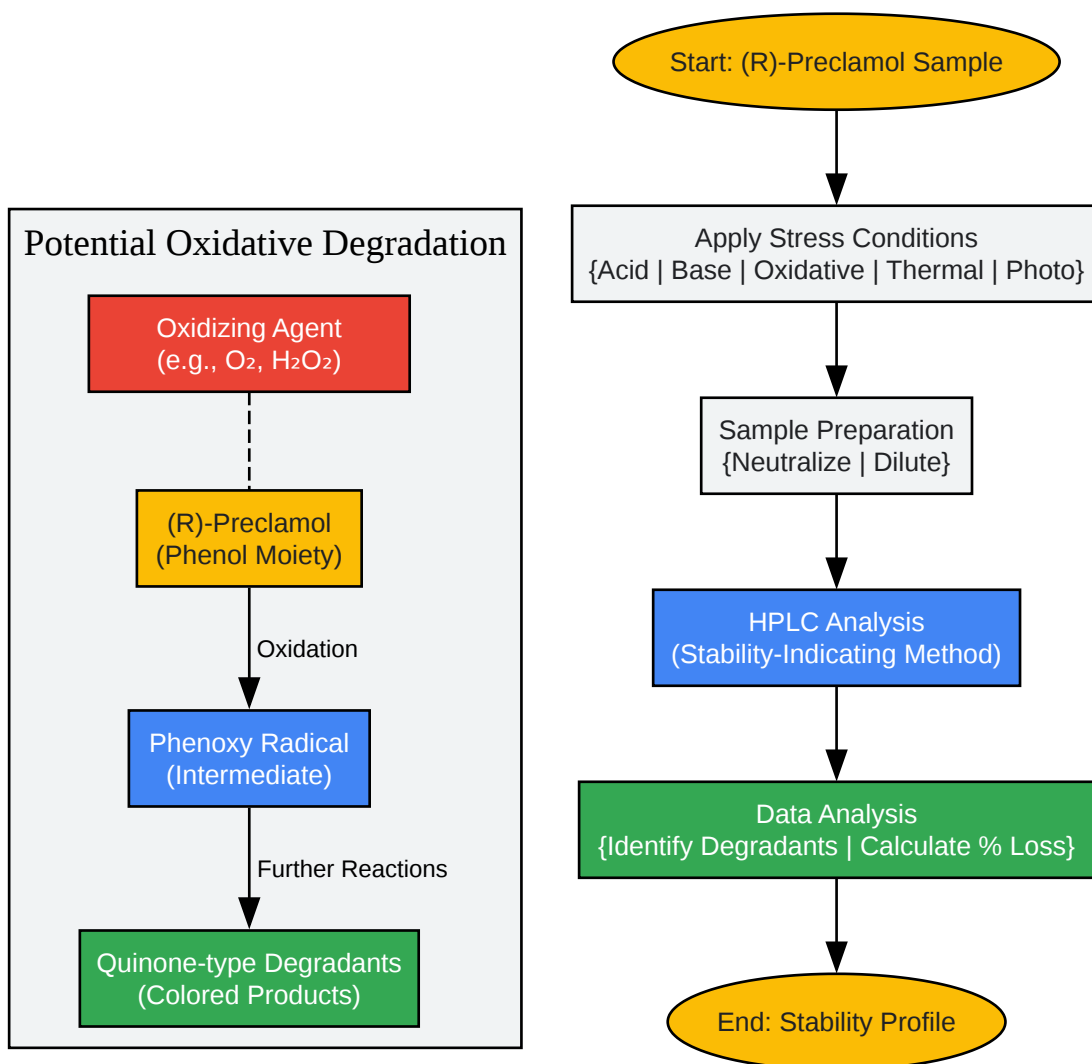 Potential Oxidative Degradation
Oxidizing Agent
(e.g., O₂, H₂O₂)
(R)-Preclamol
(Phenol Moiety)
Oxidation
Phenoxy Radical
(Intermediate)
Further Reactions
Quinone-type Degradants
(Colored Products)
Start: (R)-Preclamol Sample
Apply Stress Conditions
{Acid | Base | Oxidative | Thermal | Photo}
Sample Preparation
{Neutralize | Dilute}
HPLC Analysis
(Stability-Indicating Method)
Data Analysis
{Identify Degradants | Calculate % Loss}
End: Stability Profile